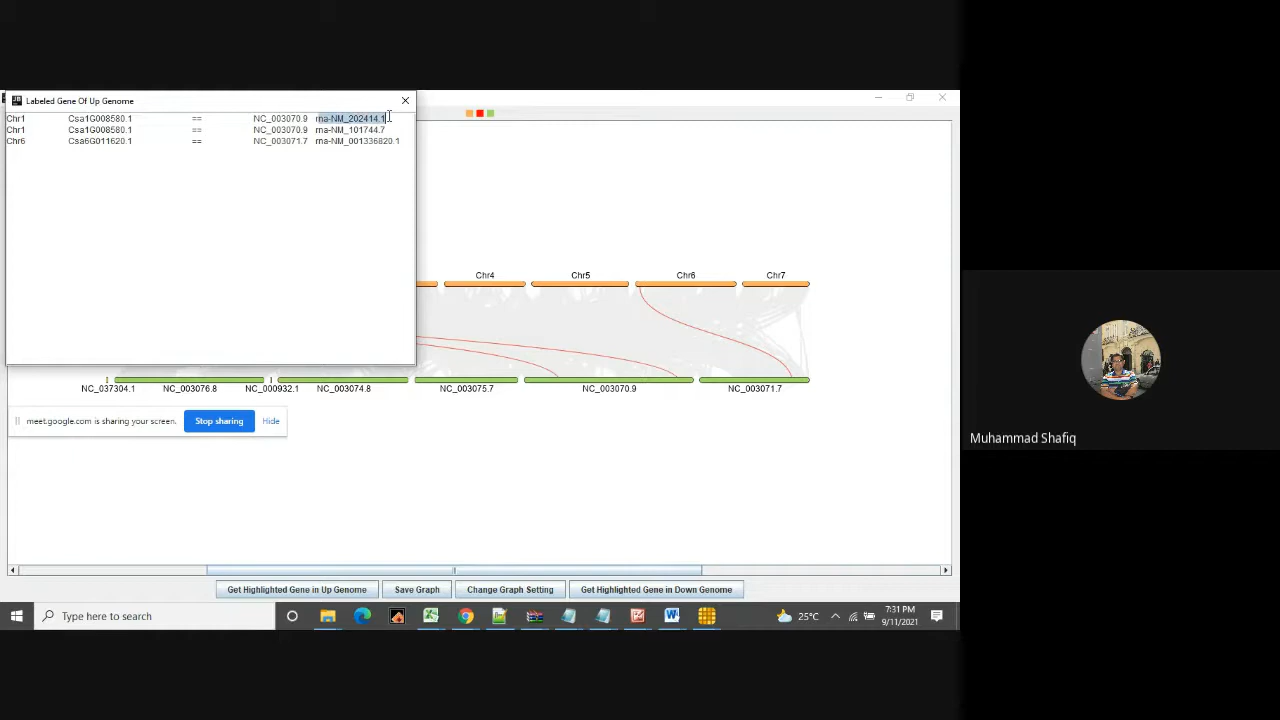 Labeled Gene Of Up Genome
Chr1 Csa1G008580.1 == NC_003070.9 rna-NM_202414.1
Chr1 Csa1G008580.1 == NC_003070.9 rna-NM_101744.7
Chr6 Csa6G011620.1 == NC_003071.7 rna-NM_001336820.1
Chr4 Chr5 Chr6 Chr7
NC_037304.1 NC_003076.8 NC_000932.1 NC_003074.8 NC_003075.7 NC_003070.9 NC_003071.7
meet.google.com is sharing your screen. Stop sharing Hide
Muhammad Shafiq
Get Highlighted Gene in Up Genome Save Graph Change Graph Setting Get Highlighted Gene in Down Genome
Type here to search
25°C
7:31 PM
9/11/2021